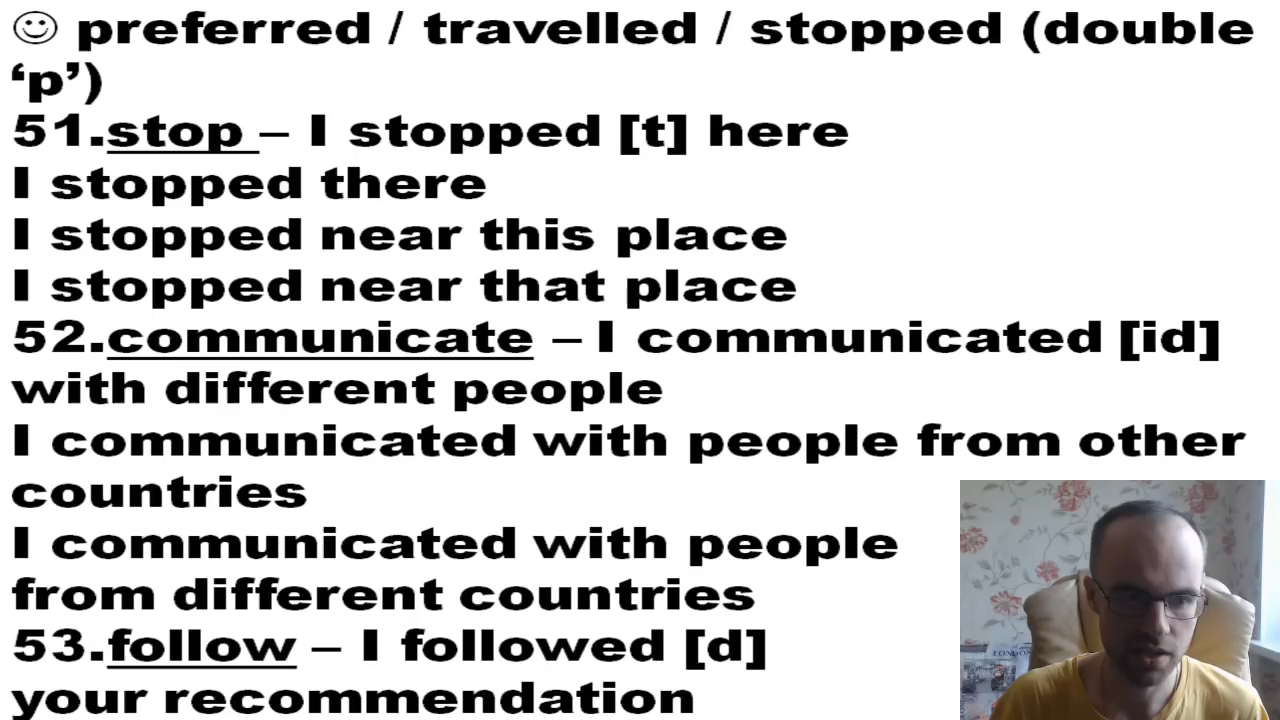 ☺ preferred / travelled / stopped (double
‘p’)
51.stop – I stopped [t] here
I stopped there
I stopped near this place
I stopped near that place
52.communicate – I communicated [id]
with different people
I communicated with people from other
countries
I communicated with people
from different countries
53.follow – I followed [d]
your recommendation
LONDON